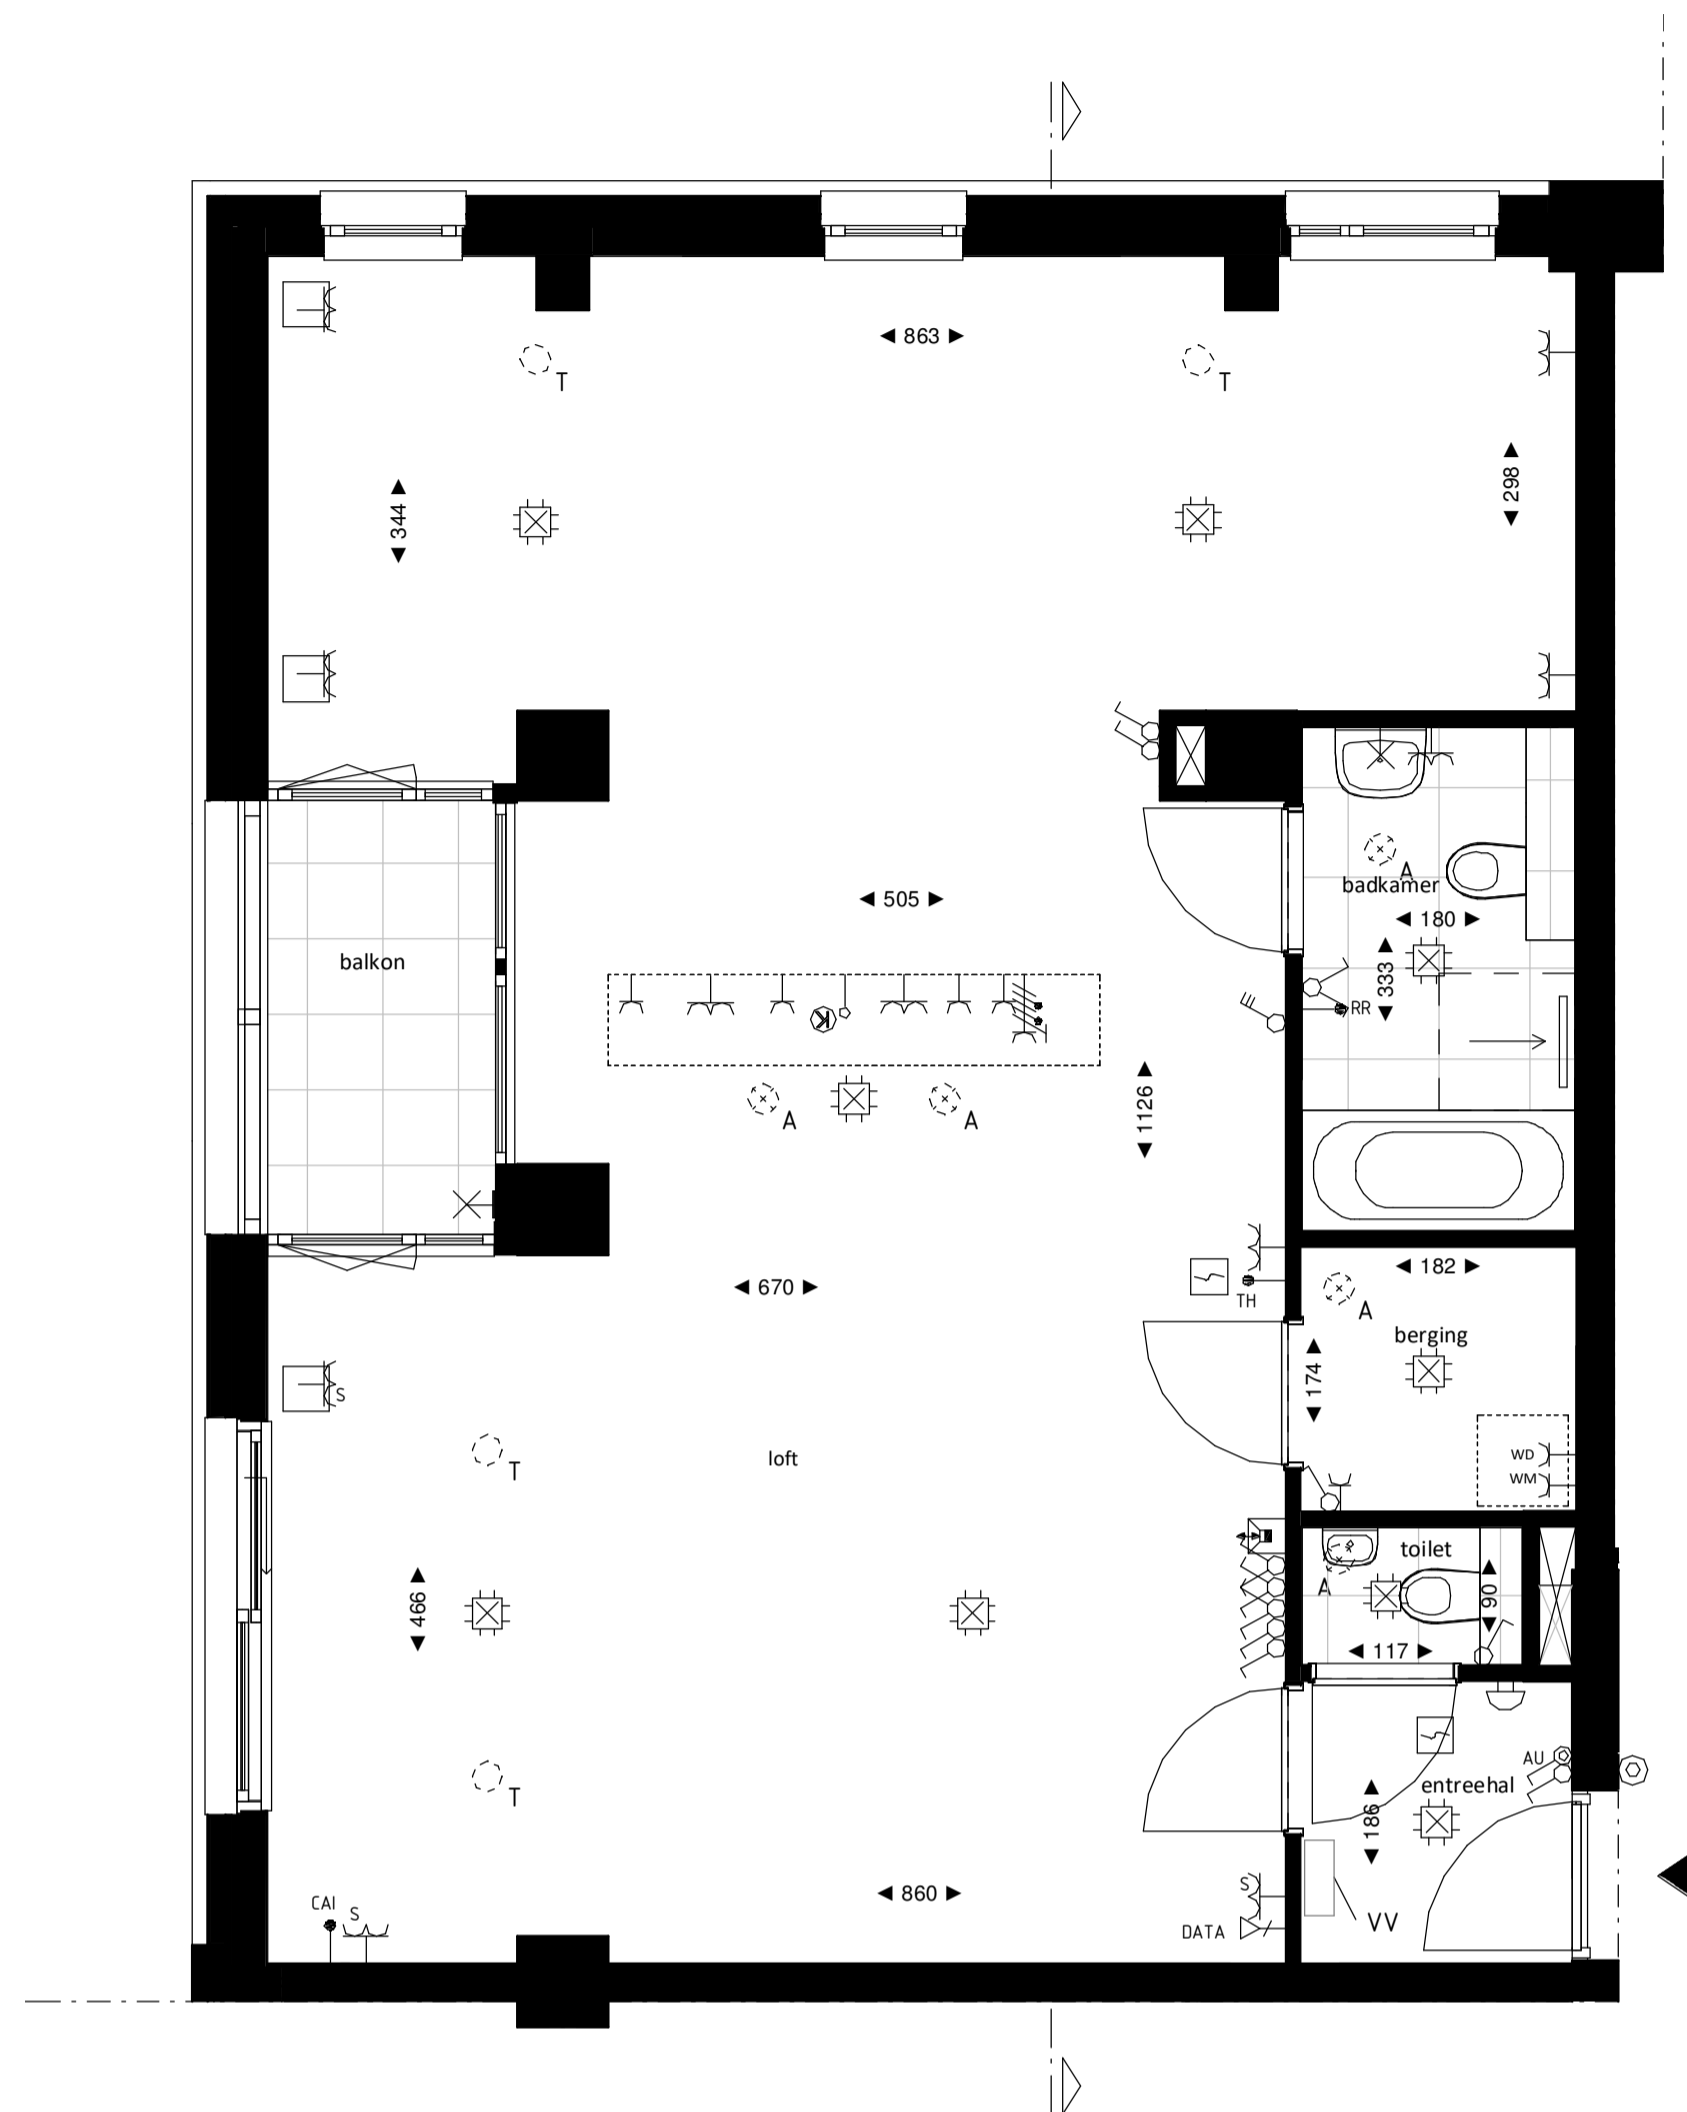 863
T
T
344
298
badkamer
A
180
333
RR
505
balkon
A
A
1126
670
TH
182
A
berging
174
WD
WM
S
T
loft
466
toilet
A
90
117
T
AU
entreehal
186
860
S
DATA
VV
CAI
S